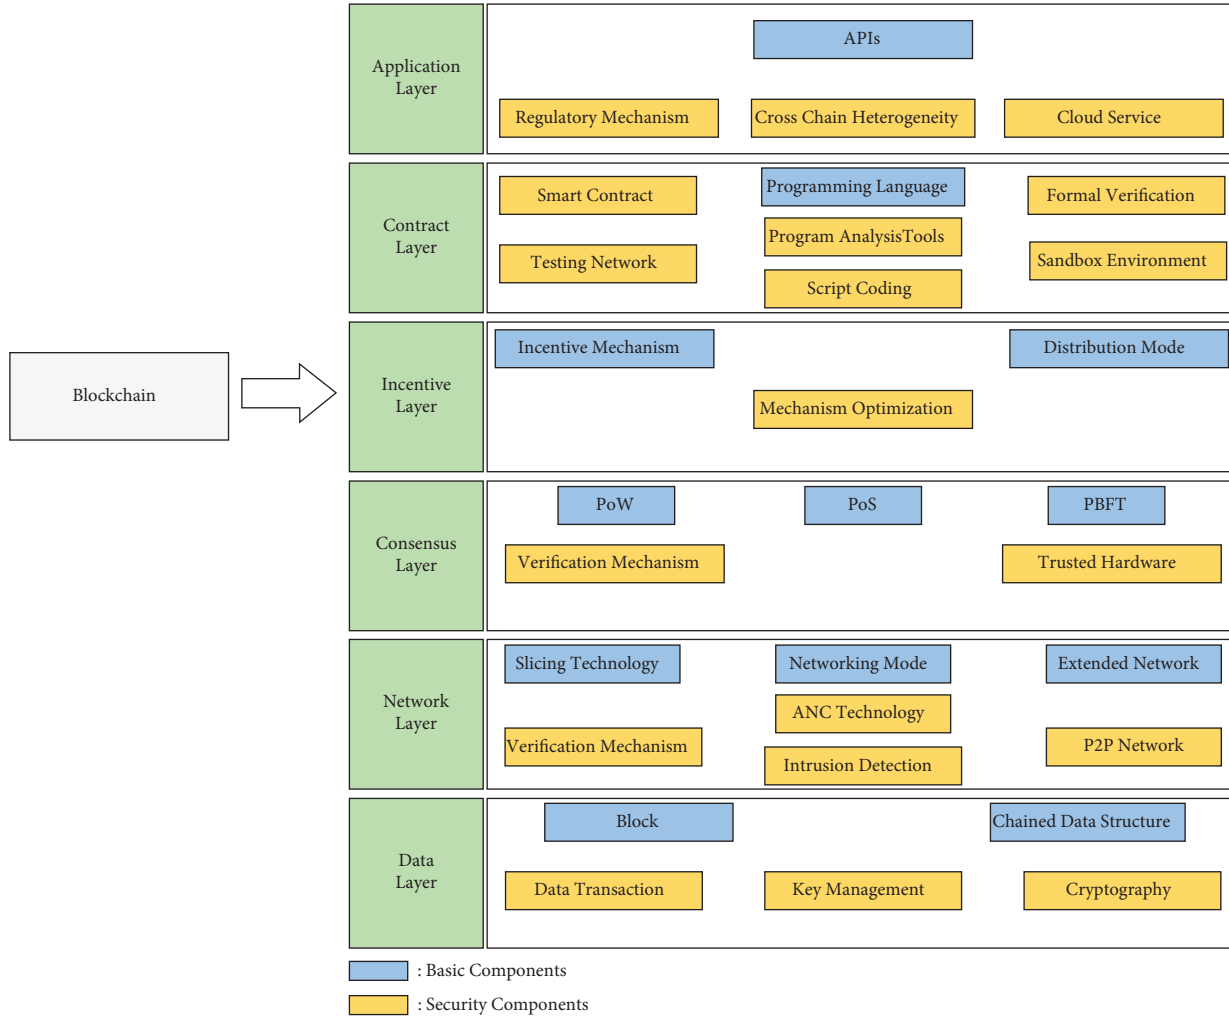 Blockchain
Application
Layer
APIs
Regulatory Mechanism
Cross Chain Heterogeneity
Cloud Service
Contract
Layer
Smart Contract
Programming Language
Formal Verification
Testing Network
Program AnalysisTools
Sandbox Environment
Script Coding
Incentive
Layer
Incentive Mechanism
Distribution Mode
Mechanism Optimization
Consensus
Layer
PoW
PoS
PBFT
Verification Mechanism
Trusted Hardware
Network
Layer
Slicing Technology
Networking Mode
Extended Network
ANC Technology
Verification Mechanism
Intrusion Detection
P2P Network
Data
Layer
Block
Chained Data Structure
Data Transaction
Key Management
Cryptography
: Basic Components
: Security Components